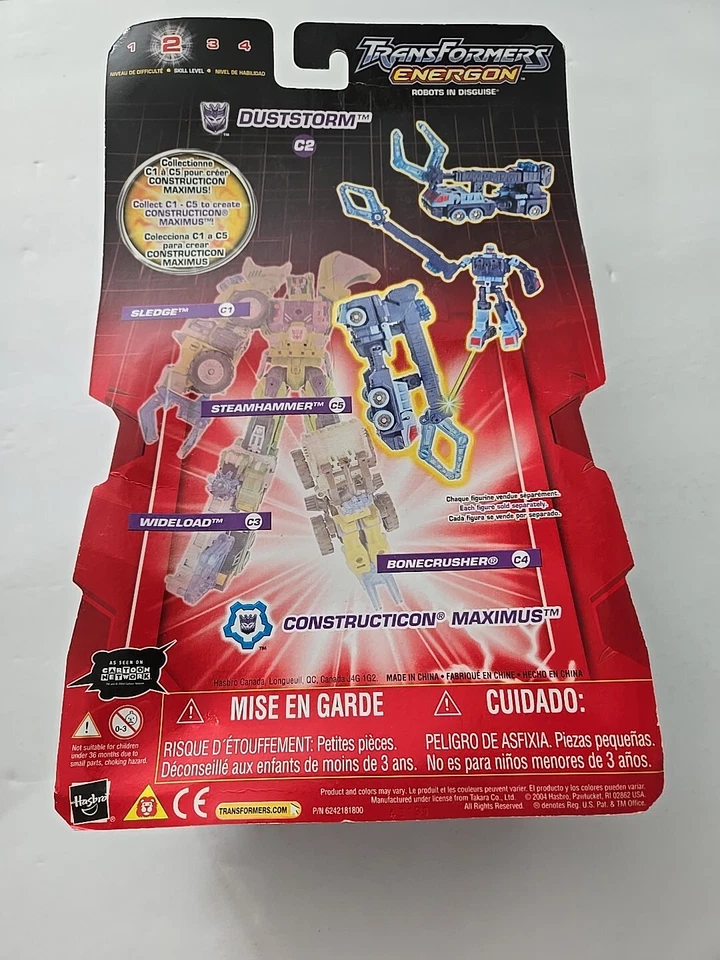 1 2 3 4
NIVEAU DE DIFFICULTÉ • SKILL LEVEL • NIVEL DE HABILIDAD
TRANSFORMERS
ENERGON™
ROBOTS IN DISGUISE®
DUSTSTORM™
C2
Collectionne
C1 à C5 pour créer
CONSTRUCTICON
MAXIMUS!
Collect C1 - C5 to create
CONSTRUCTICON®
MAXIMUS™!
Colecciona C1 a C5
para crear
CONSTRUCTICON
MAXIMUS
SLEDGE™ C1
STEAMHAMMER™ C5
Chaque figurine vendue séparément.
Each figure sold separately.
Cada figura se vende por separado.
WIDELOAD™ C3
BONECRUSHER® C4
CONSTRUCTICON® MAXIMUS™
AS SEEN ON
CARTOON
NETWORK
Hasbro Canada, Longueuil, QC, Canada J4G 1G2. MADE IN CHINA • FABRIQUÉ EN CHINE • HECHO EN CHINA
0-3
Not suitable for children
under 36 months due to
small parts, choking hazard.
MISE EN GARDE
RISQUE D'ÉTOUFFEMENT: Petites pièces.
Déconseillé aux enfants de moins de 3 ans.
CUIDADO:
PELIGRO DE ASFIXIA. Piezas pequeñas.
No es para niños menores de 3 años.
Hasbro
CE
TRANSFORMERS.COM
P/N 6242181800
Product and colors may vary. Le produit et les couleurs peuvent varier. El producto y los colores pueden variar.
Manufactured under license from Takara Co., Ltd. © 2004 Hasbro, Pawtucket, RI 02862 USA.
All Rights Reserved. ® denotes Reg. U.S. Pat. & TM Office.